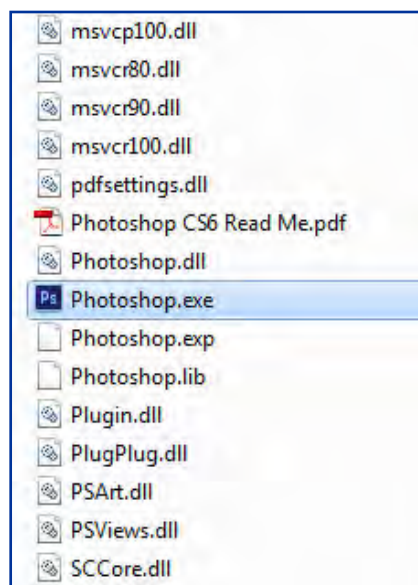 msvcp100.dll
msvcr80.dll
msvcr90.dll
msvcr100.dll
pdfsettings.dll
Photoshop CS6 Read Me.pdf
Photoshop.dll
Ps Photoshop.exe
Photoshop.exp
Photoshop.lib
Plugin.dll
PlugPlug.dll
PSArt.dll
PSViews.dll
SCCore.dll